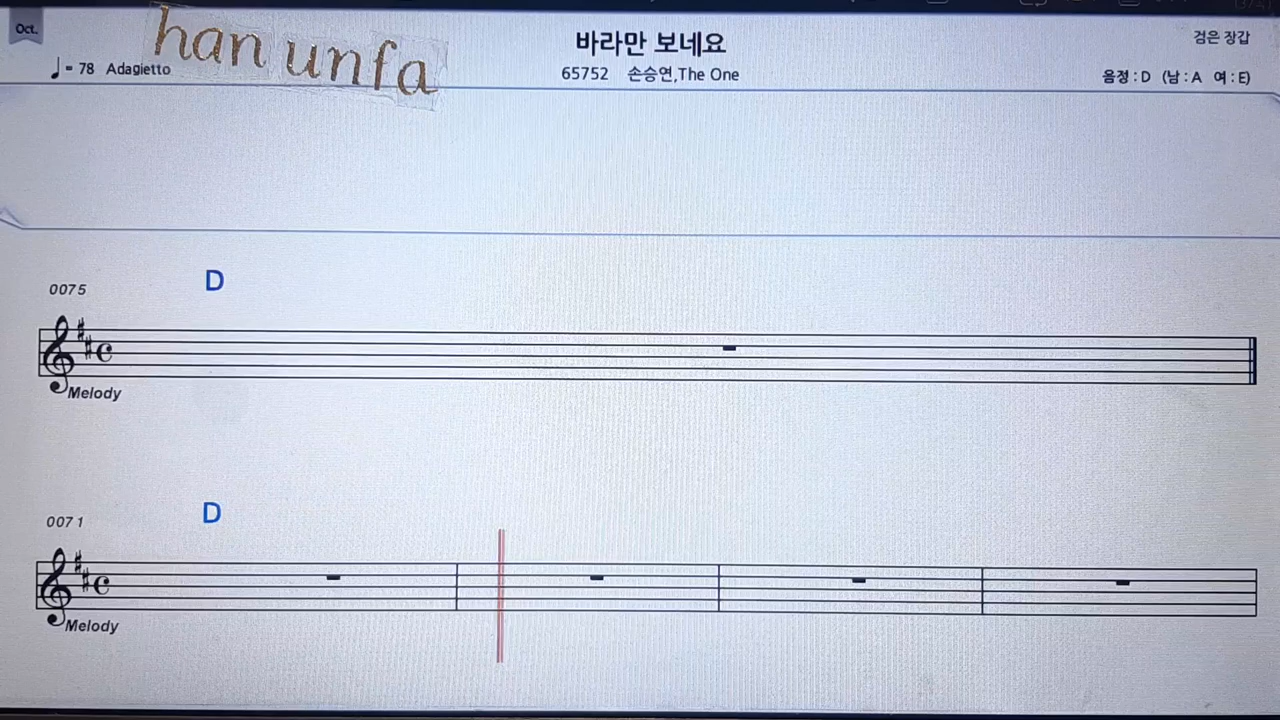 Oct.
han unfa
바라만 보네요
검은 장갑
♩ = 78 Adagietto
65752 손승연,The One
음정 : D (남 : A 여 : E)
0075
D
Melody
0071
D
Melody